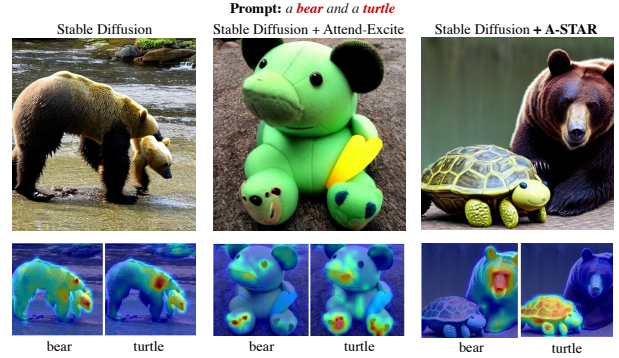 Prompt: a bear and a turtle
Stable Diffusion
Stable Diffusion + Attend-Excite
Stable Diffusion + A-STAR
bear
turtle
bear
turtle
bear
turtle